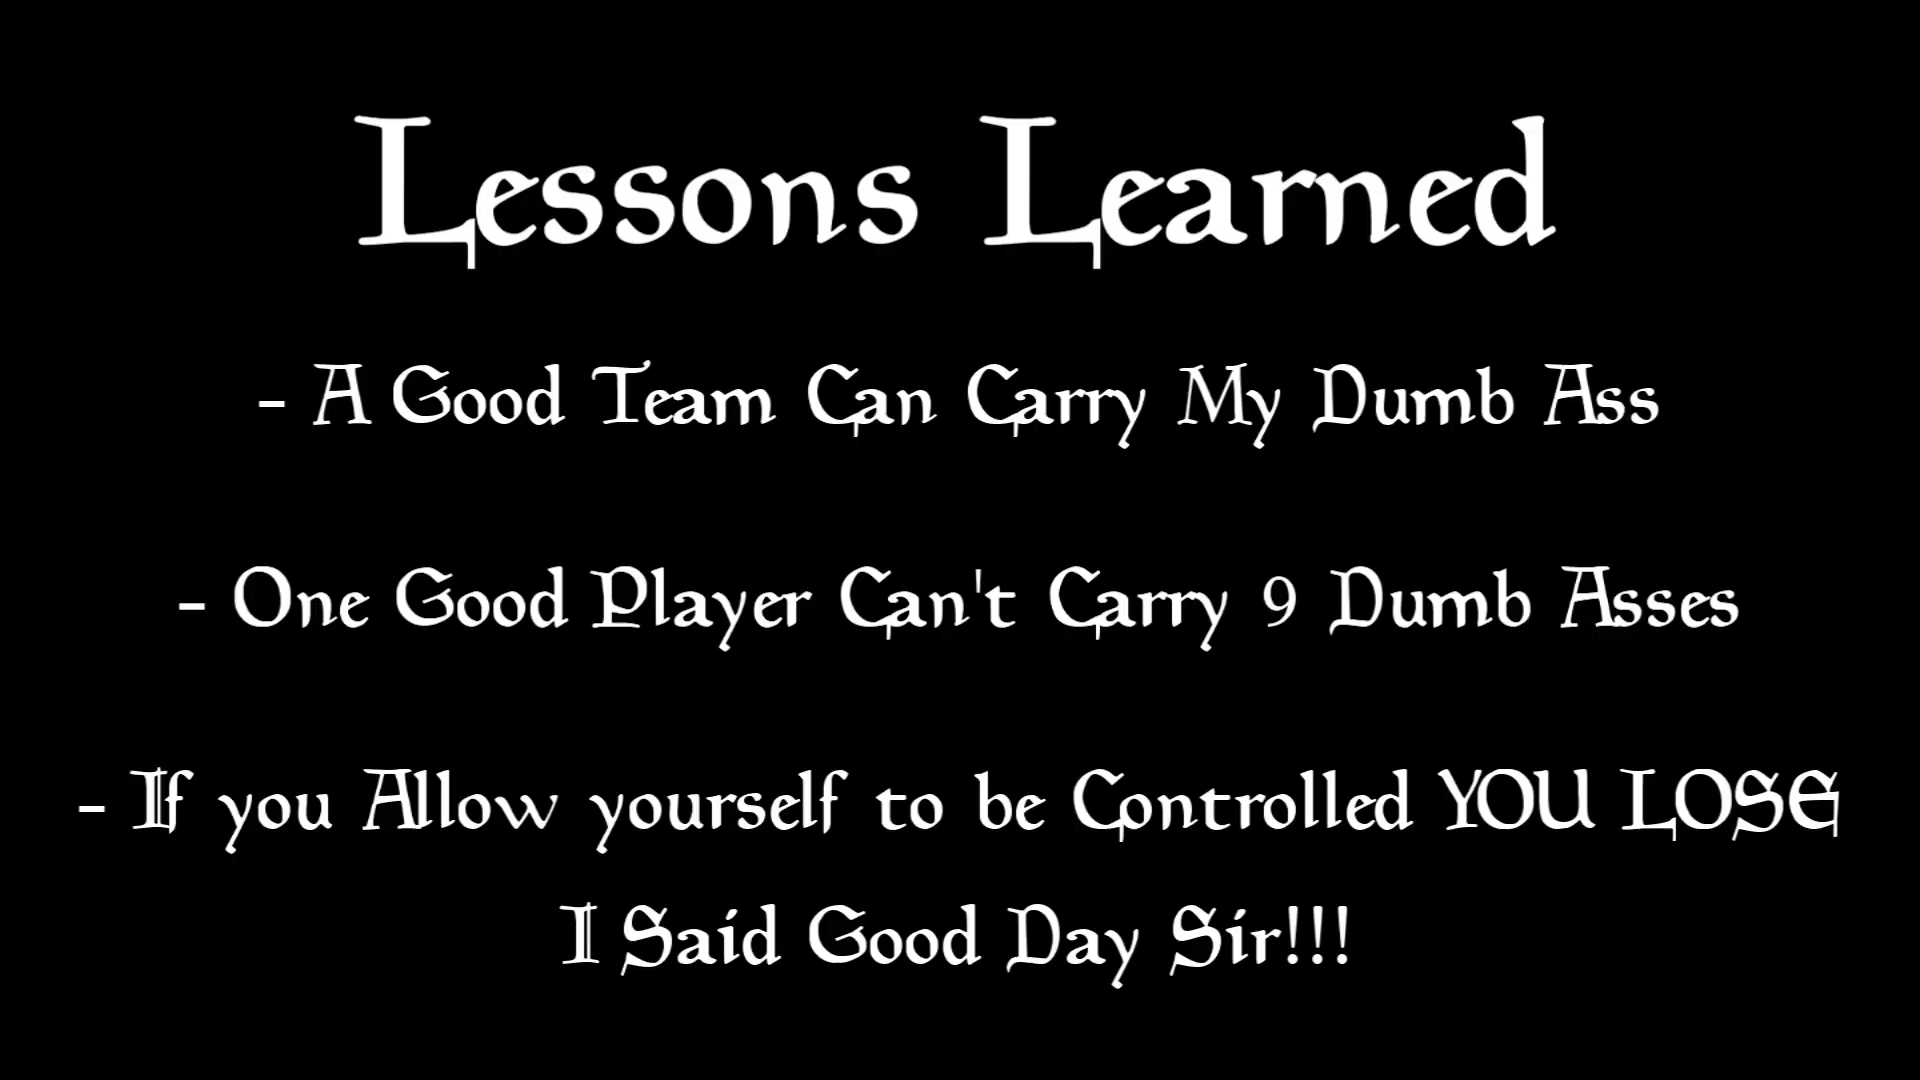 Lessons Learned
- A Good Team Can Carry My Dumb Ass
- One Good Player Can't Carry 9 Dumb Asses
- If you Allow yourself to be Controlled YOU LOSE
I Said Good Day Sir!!!